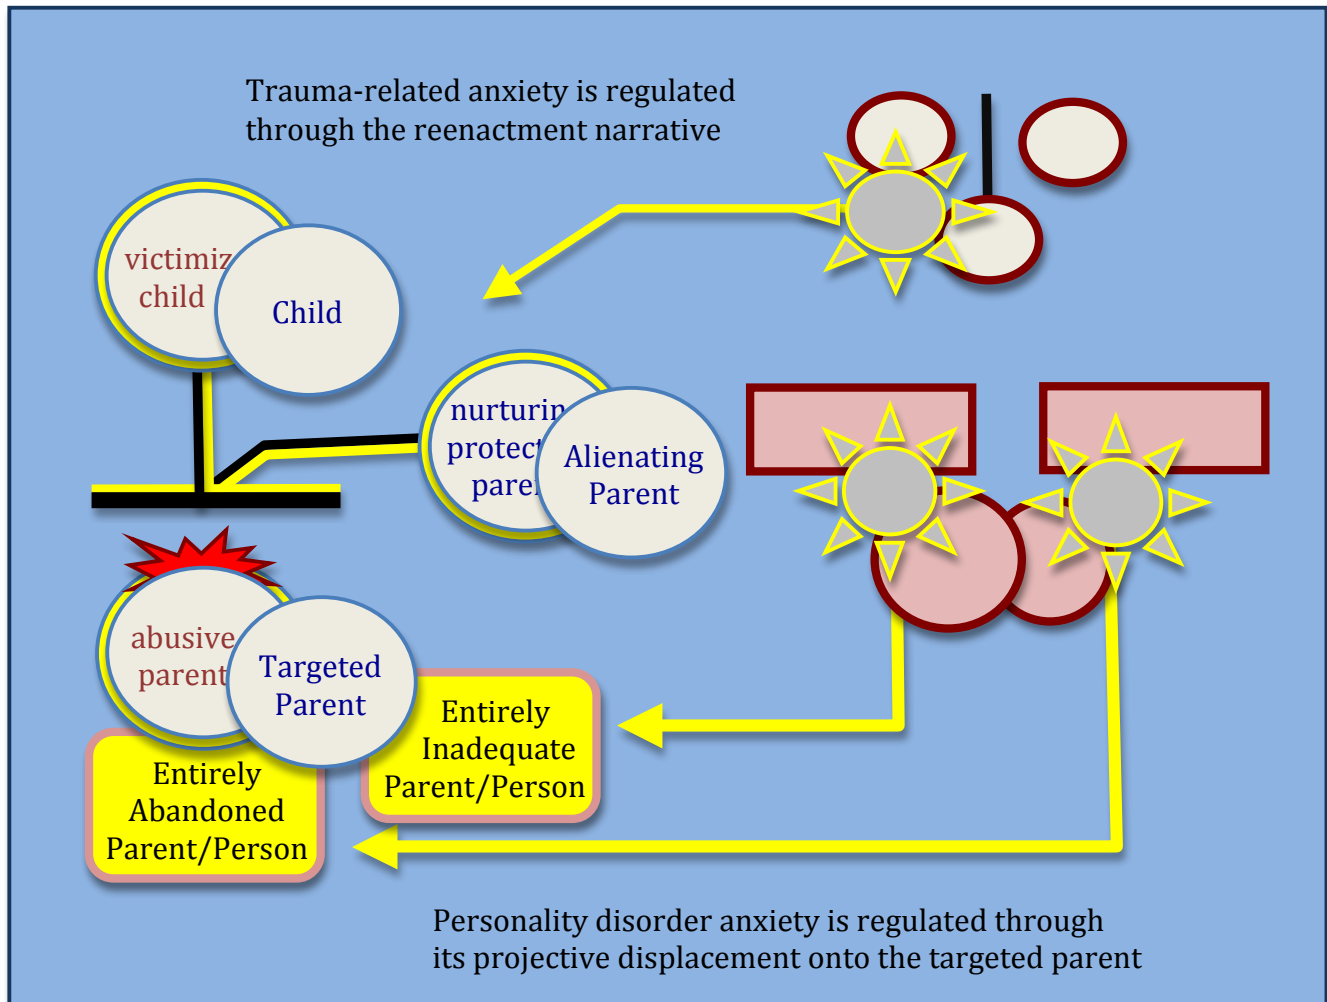 Trauma-related anxiety is regulated
through the reenactment narrative
victimiz
child
Child
nurturin
protect
paren
Alienating
Parent
abusive
parent
Targeted
Parent
Entirely
Inadequate
Parent/Person
Entirely
Abandoned
Parent/Person
Personality disorder anxiety is regulated through
its projective displacement onto the targeted parent